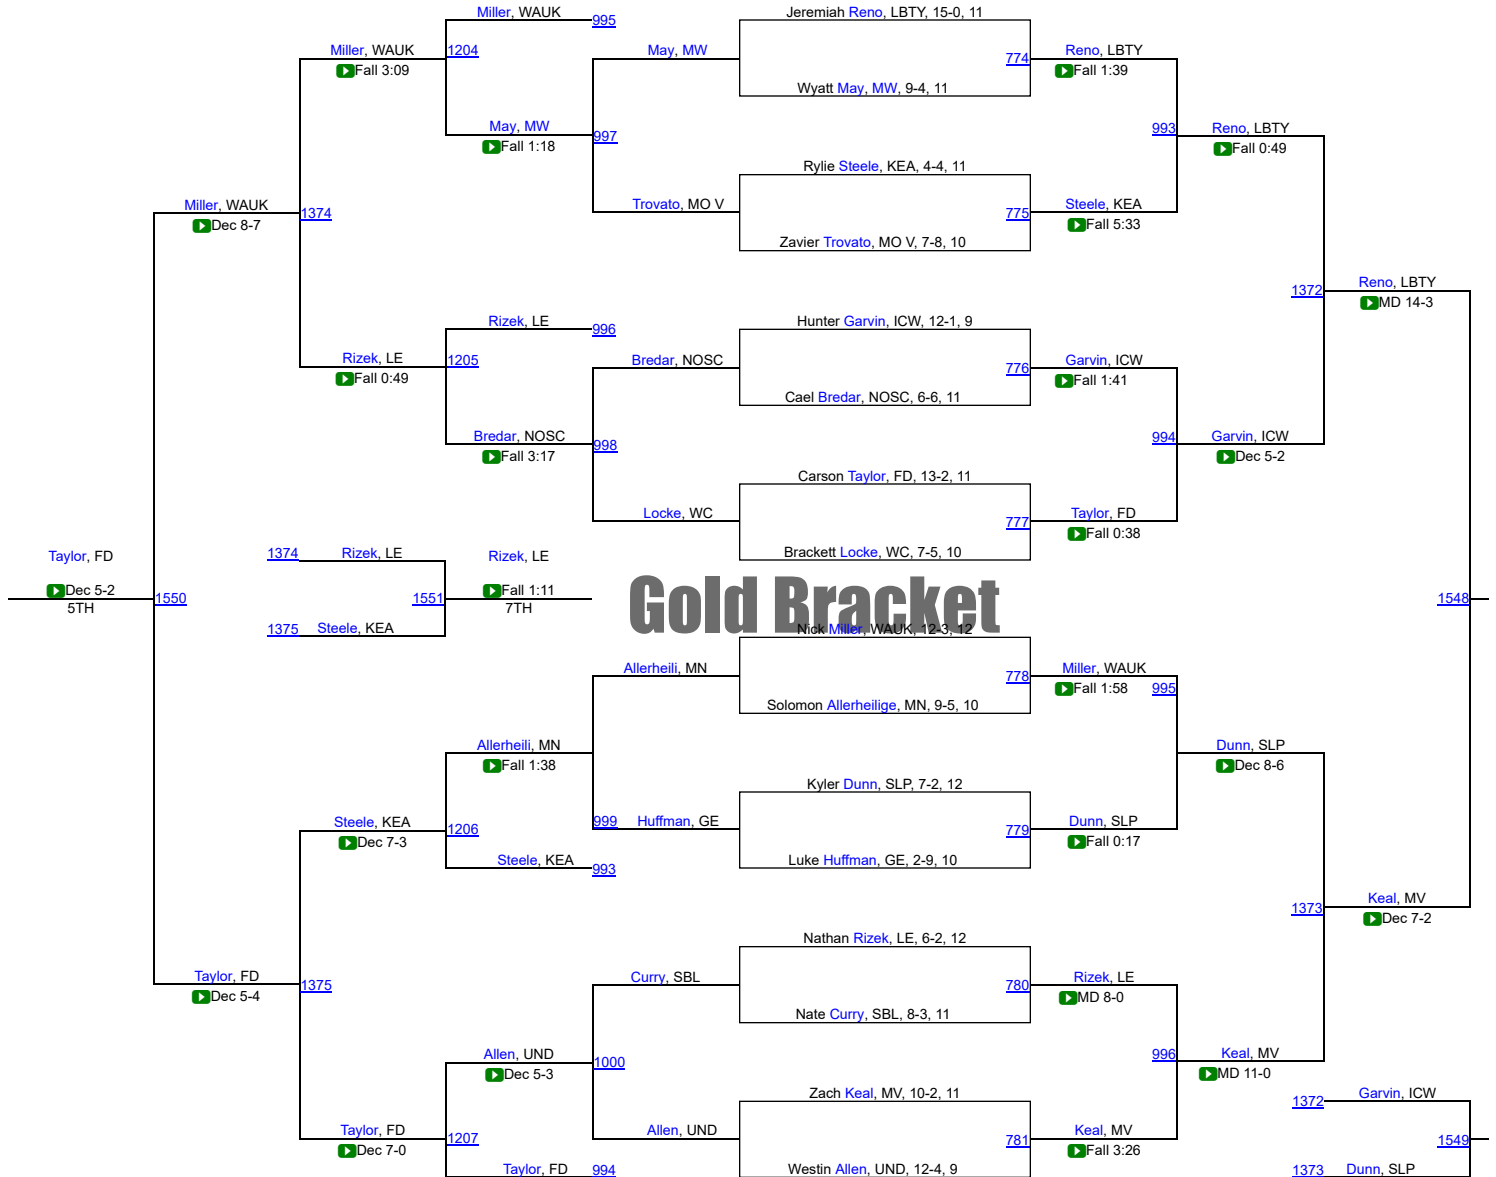 Miller, WAUK
995
Jeremiah Reno, LBTY, 15-0, 11
Miller, WAUK
1204
May, MW
774
Reno, LBTY
Fall 3:09
Fall 1:39
Wyatt May, MW, 9-4, 11
May, MW
997
993
Reno, LBTY
Fall 1:18
Fall 0:49
Rylie Steele, KEA, 4-4, 11
Miller, WAUK
1374
Trovato, MO V
775
Steele, KEA
Dec 8-7
Fall 5:33
Zavier Trovato, MO V, 7-8, 10
1372
Reno, LBTY
MD 14-3
Rizek, LE
996
Hunter Garvin, ICW, 12-1, 9
Rizek, LE
1205
Bredar, NOSC
776
Garvin, ICW
Fall 0:49
Fall 1:41
Cael Bredar, NOSC, 6-6, 11
Bredar, NOSC
998
994
Garvin, ICW
Fall 3:17
Dec 5-2
Carson Taylor, FD, 13-2, 11
Locke, WC
777
Taylor, FD
Fall 0:38
Brackett Locke, WC, 7-5, 10
Taylor, FD
1374
Rizek, LE
Rizek, LE
Dec 5-2
1550
1551
Fall 1:11
1548
5TH
7TH
Gold Bracket
1375
Steele, KEA
Nick Miller, WAUK, 12-3, 12
Allerheili, MN
778
Miller, WAUK
Fall 1:58
995
Solomon Allerheilige, MN, 9-5, 10
Allerheili, MN
Dunn, SLP
Fall 1:38
Dec 8-6
Kyler Dunn, SLP, 7-2, 12
Steele, KEA
1206
999
Huffman, GE
779
Dunn, SLP
Dec 7-3
Fall 0:17
Steele, KEA
993
Luke Huffman, GE, 2-9, 10
1373
Keal, MV
Dec 7-2
Nathan Rizek, LE, 6-2, 12
Taylor, FD
1375
Curry, SBL
780
Rizek, LE
Dec 5-4
MD 8-0
Nate Curry, SBL, 8-3, 11
Allen, UND
1000
996
Keal, MV
Dec 5-3
MD 11-0
Zach Keal, MV, 10-2, 11
1372
Garvin, ICW
Taylor, FD
1207
Allen, UND
781
Keal, MV
1549
Dec 7-0
Fall 3:26
Taylor, FD
994
Westin Allen, UND, 12-4, 9
1373
Dunn, SLP